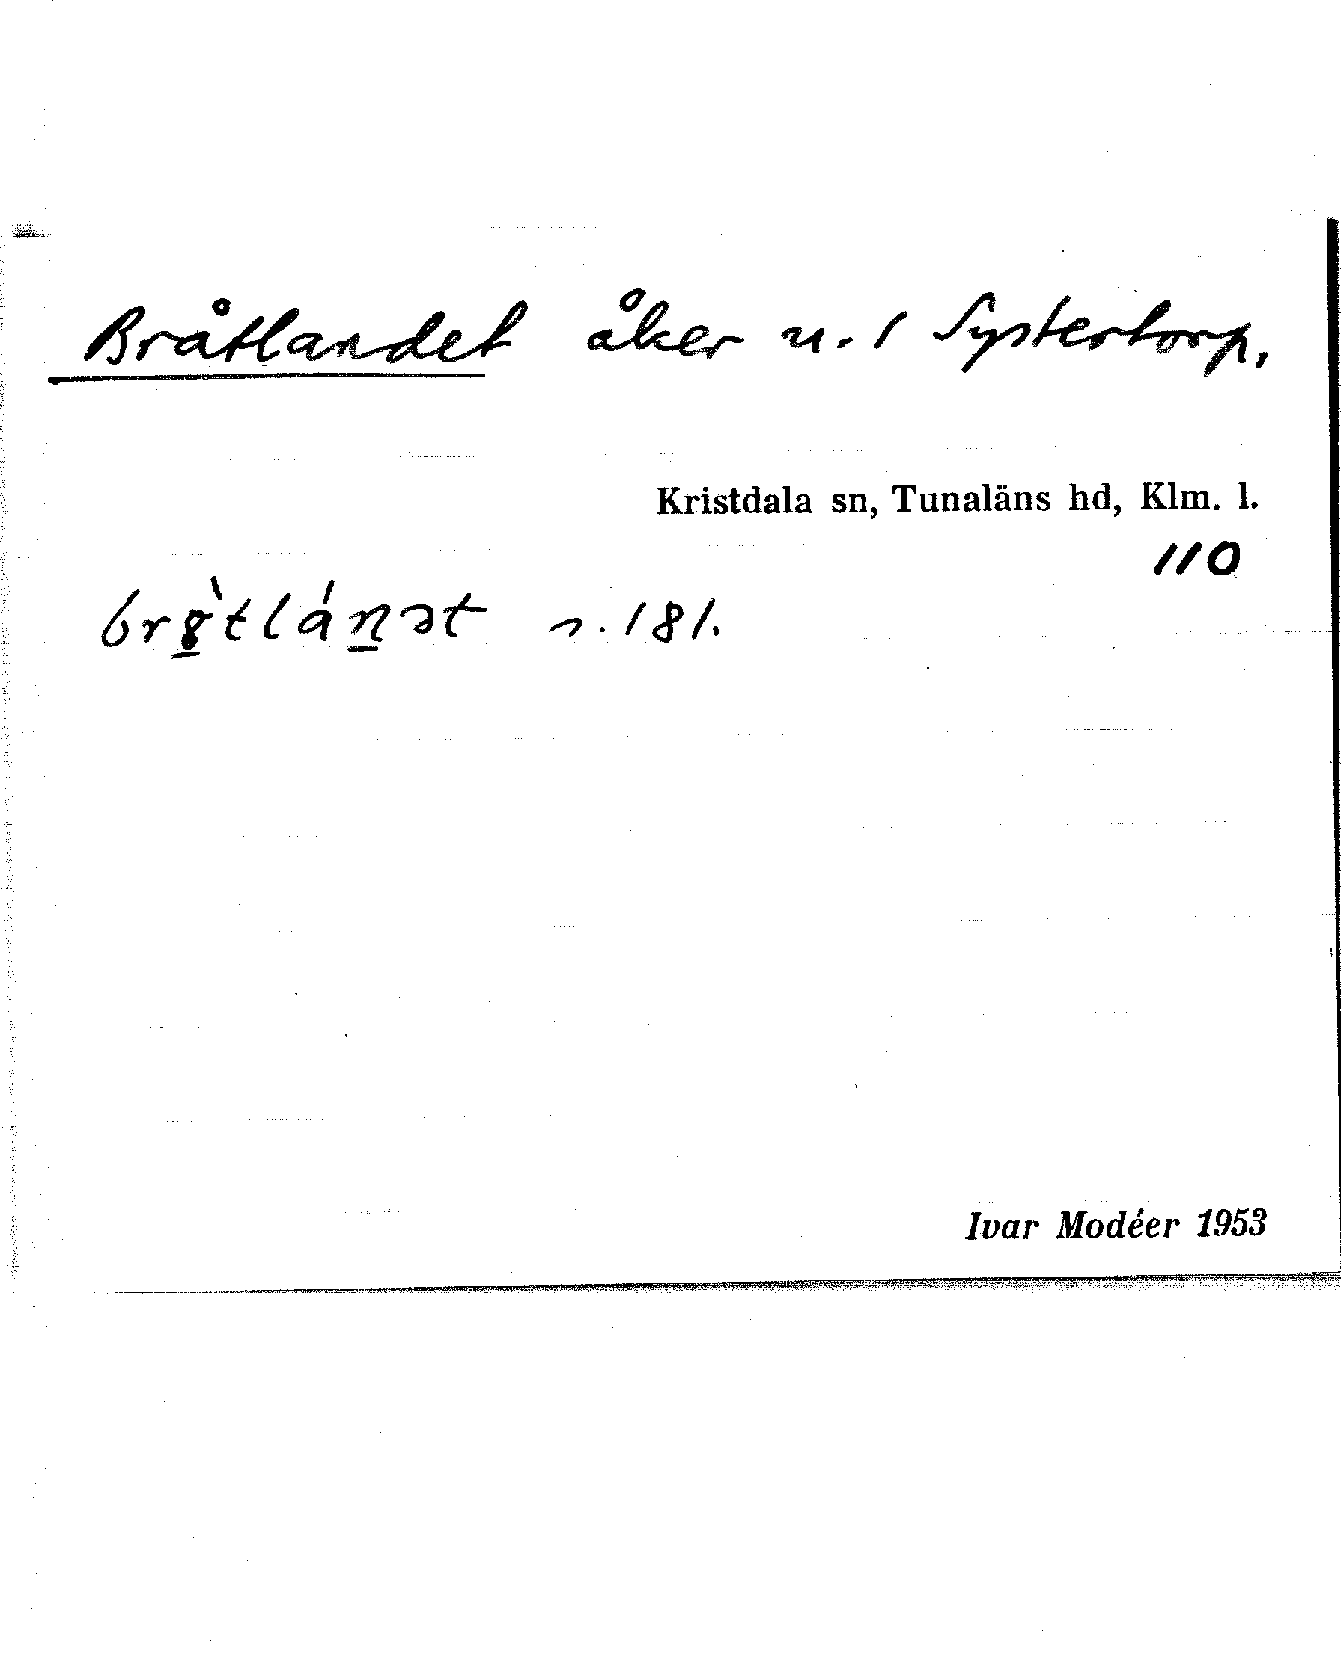 Bråtlandet åker u. 1 Systertorp,
Kristdala sn, Tunaläns hd, Klm. l.
110
s. 181.
Ivar Modéer 1953